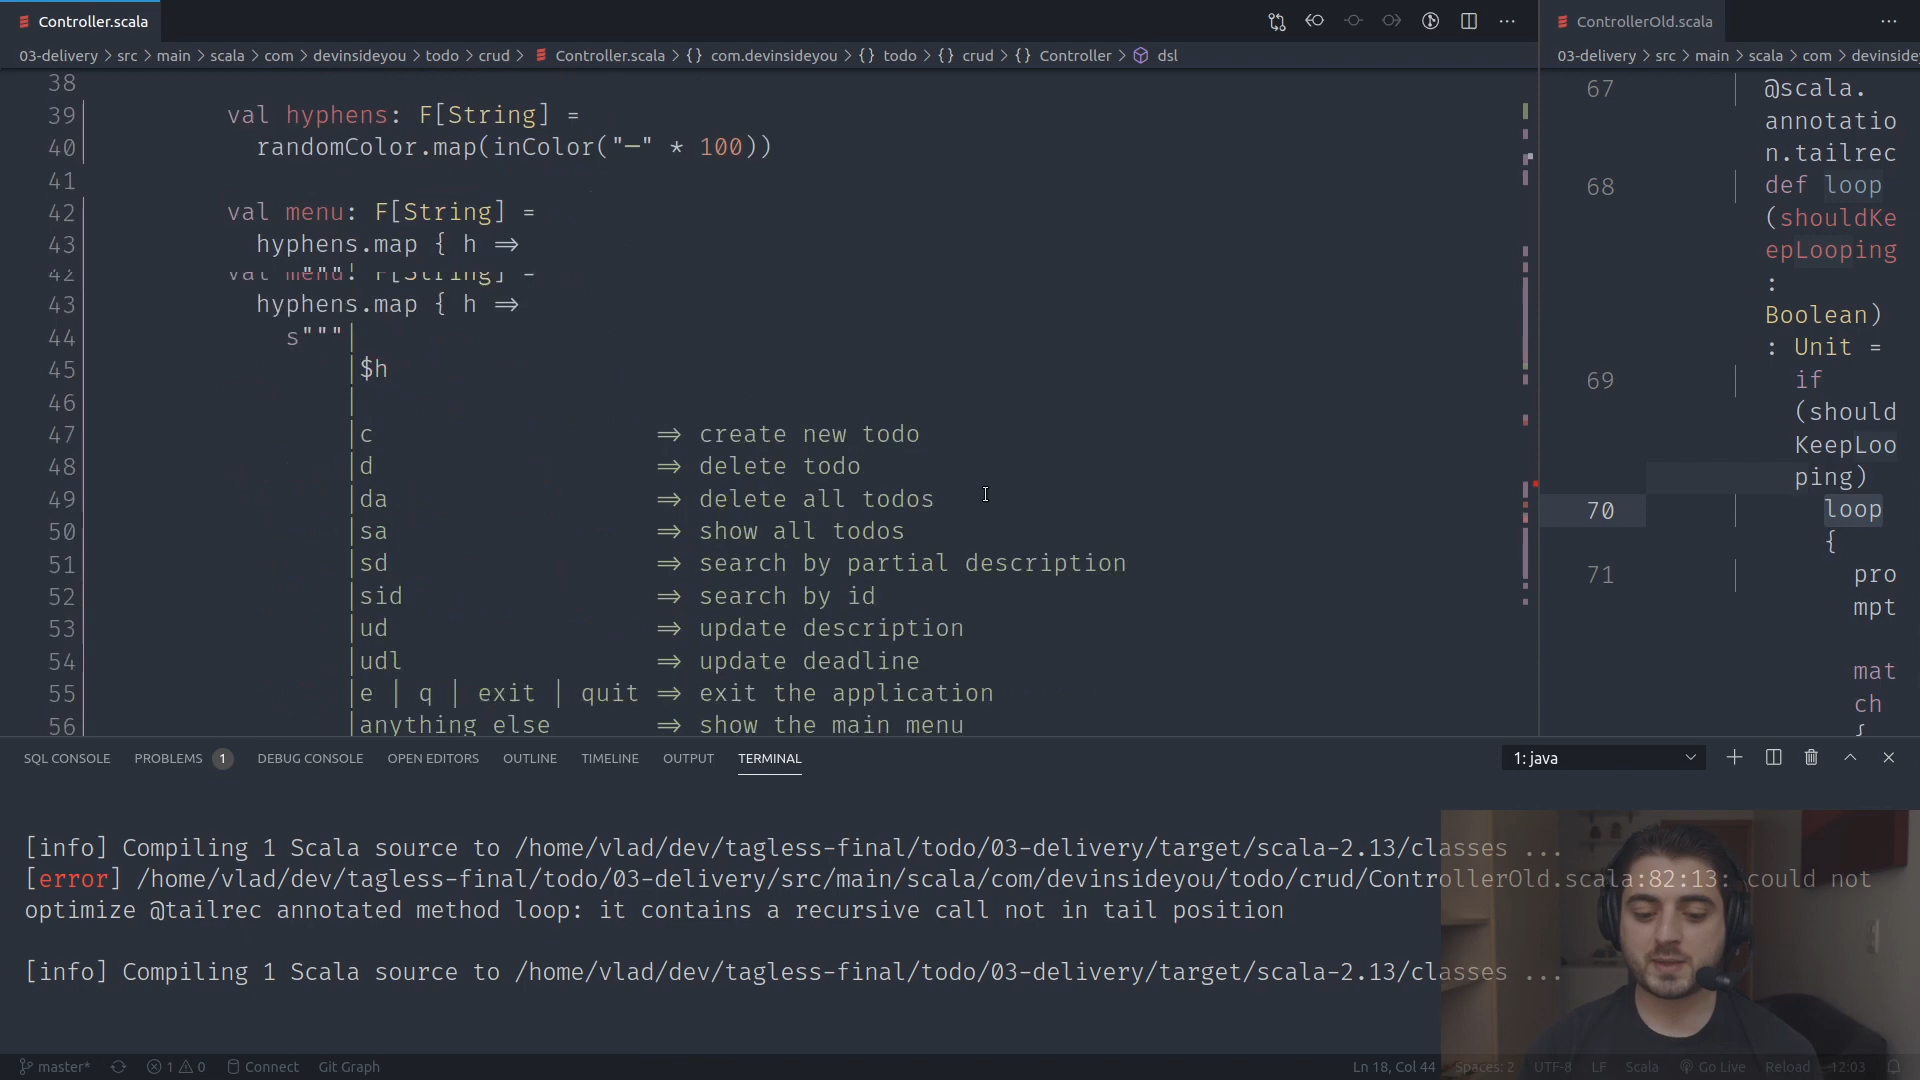 Controller.scala
ControllerOld.scala
03-delivery > src > main > scala > com > devinsideyou > todo > crud > Controller.scala > {} com.devinsideyou > {} todo > {} crud > {} Controller > dsl
03-delivery > src > main > scala > com > devinside
38
39 val hyphens: F[String] =
40 randomColor.map(inColor("─" * 100))
41
42 val menu: F[String] =
43 hyphens.map { h ⇒
42 val menu: F[String] =
43 hyphens.map { h ⇒
44 s"""|
45 |$h
46 |
47 |c ⇒ create new todo
48 |d ⇒ delete todo
49 |da ⇒ delete all todos
50 |sa ⇒ show all todos
51 |sd ⇒ search by partial description
52 |sid ⇒ search by id
53 |ud ⇒ update description
54 |udl ⇒ update deadline
55 |e | q | exit | quit ⇒ exit the application
56 |anything else ⇒ show the main menu
67 @scala.
annotatio
n.tailrec
68 def loop
(shouldKe
epLooping
:
Boolean)
: Unit =
69 if
(should
KeepLoo
ping)
70 loop
{
71 pro
mpt
mat
ch
{
SQL CONSOLE PROBLEMS 1 DEBUG CONSOLE OPEN EDITORS OUTLINE TIMELINE OUTPUT TERMINAL 1: java
[info] Compiling 1 Scala source to /home/vlad/dev/tagless-final/todo/03-delivery/target/scala-2.13/classes ...
[error] /home/vlad/dev/tagless-final/todo/03-delivery/src/main/scala/com/devinsideyou/todo/crud/ControllerOld.scala:82:13: could not
optimize @tailrec annotated method loop: it contains a recursive call not in tail position
[info] Compiling 1 Scala source to /home/vlad/dev/tagless-final/todo/03-delivery/target/scala-2.13/classes ...
master* 1 0 Connect Git Graph Ln 18, Col 44 Spaces: 2 UTF-8 LF Scala Go Live Reload 12:03